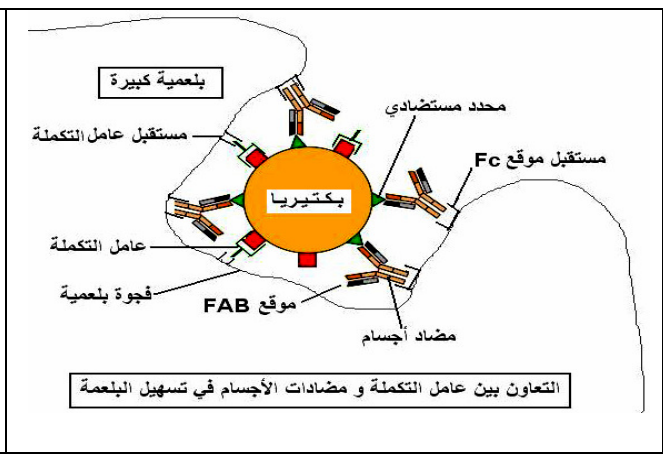 بلعمية كبيرة
محدد مستضادي
مستقبل عامل التكملة
مستقبل موقع Fc
بكتيريا
عامل التكملة
فجوة بلعمية
موقع FAB
مضاد أجسام
التعاون بين عامل التكملة و مضادات الأجسام في تسهيل البلعمة